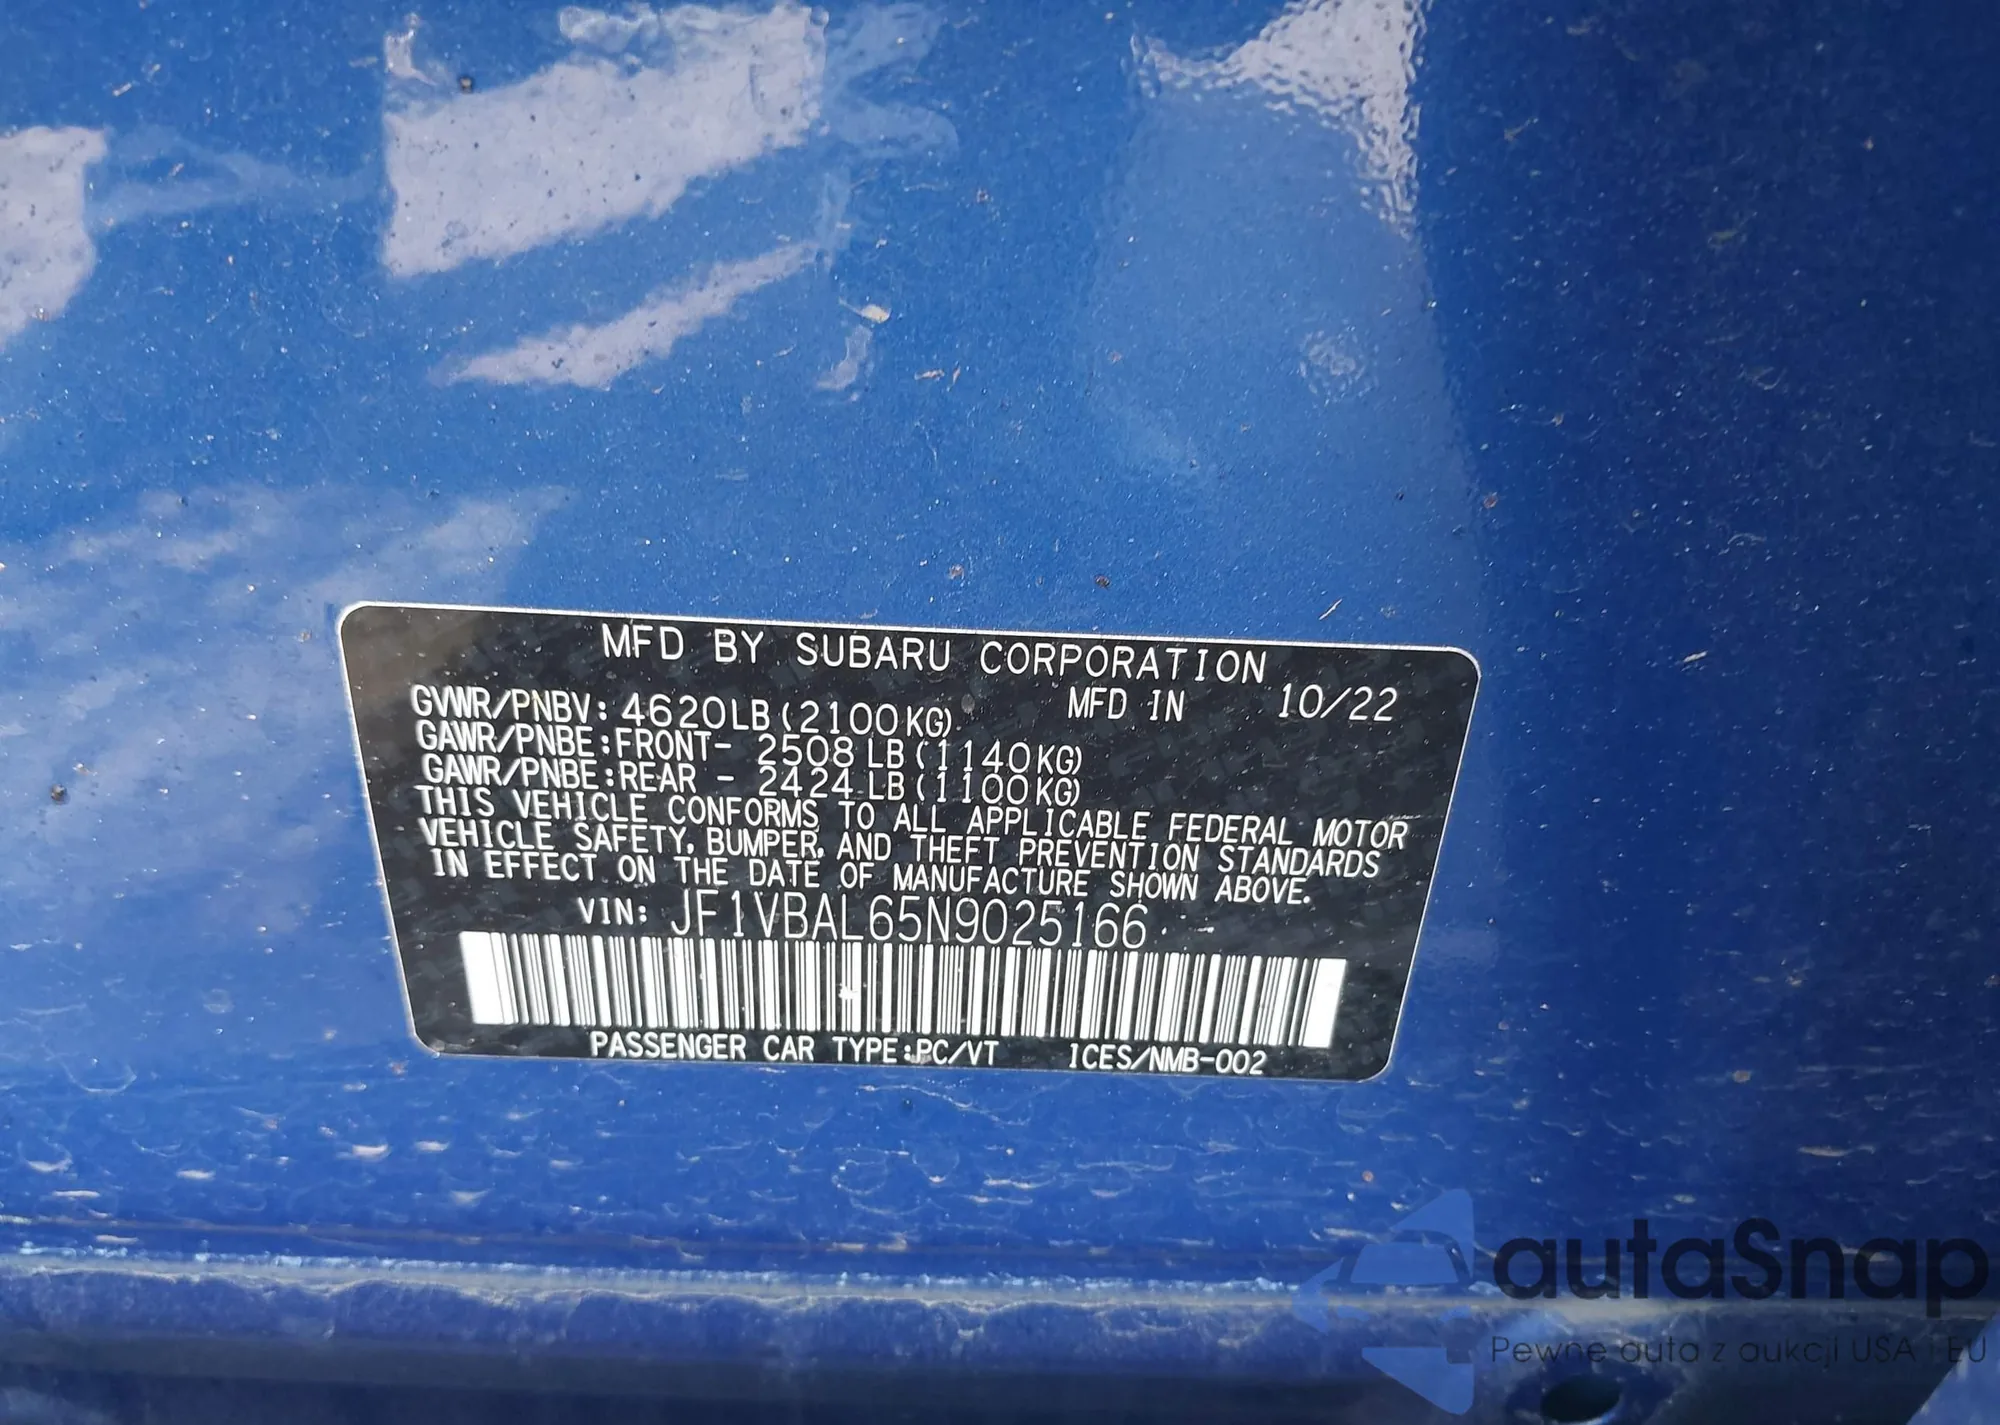 MFD BY SUBARU CORPORATION
GVWR/PNBV: 4620LB(2100KG) MFD IN 10/22
GAWR/PNBE:FRONT- 2508 LB(1140KG)
GAWR/PNBE:REAR - 2424 LB(1100KG)
THIS VEHICLE CONFORMS TO ALL APPLICABLE FEDERAL MOTOR
VEHICLE SAFETY, BUMPER, AND THEFT PREVENTION STANDARDS
IN EFFECT ON THE DATE OF MANUFACTURE SHOWN ABOVE.
VIN: JF1VBAL65N9025166
PASSENGER CAR TYPE:PC/VT ICES/NMB-002
autaSnap
Pewne auta z aukcji USA i EU